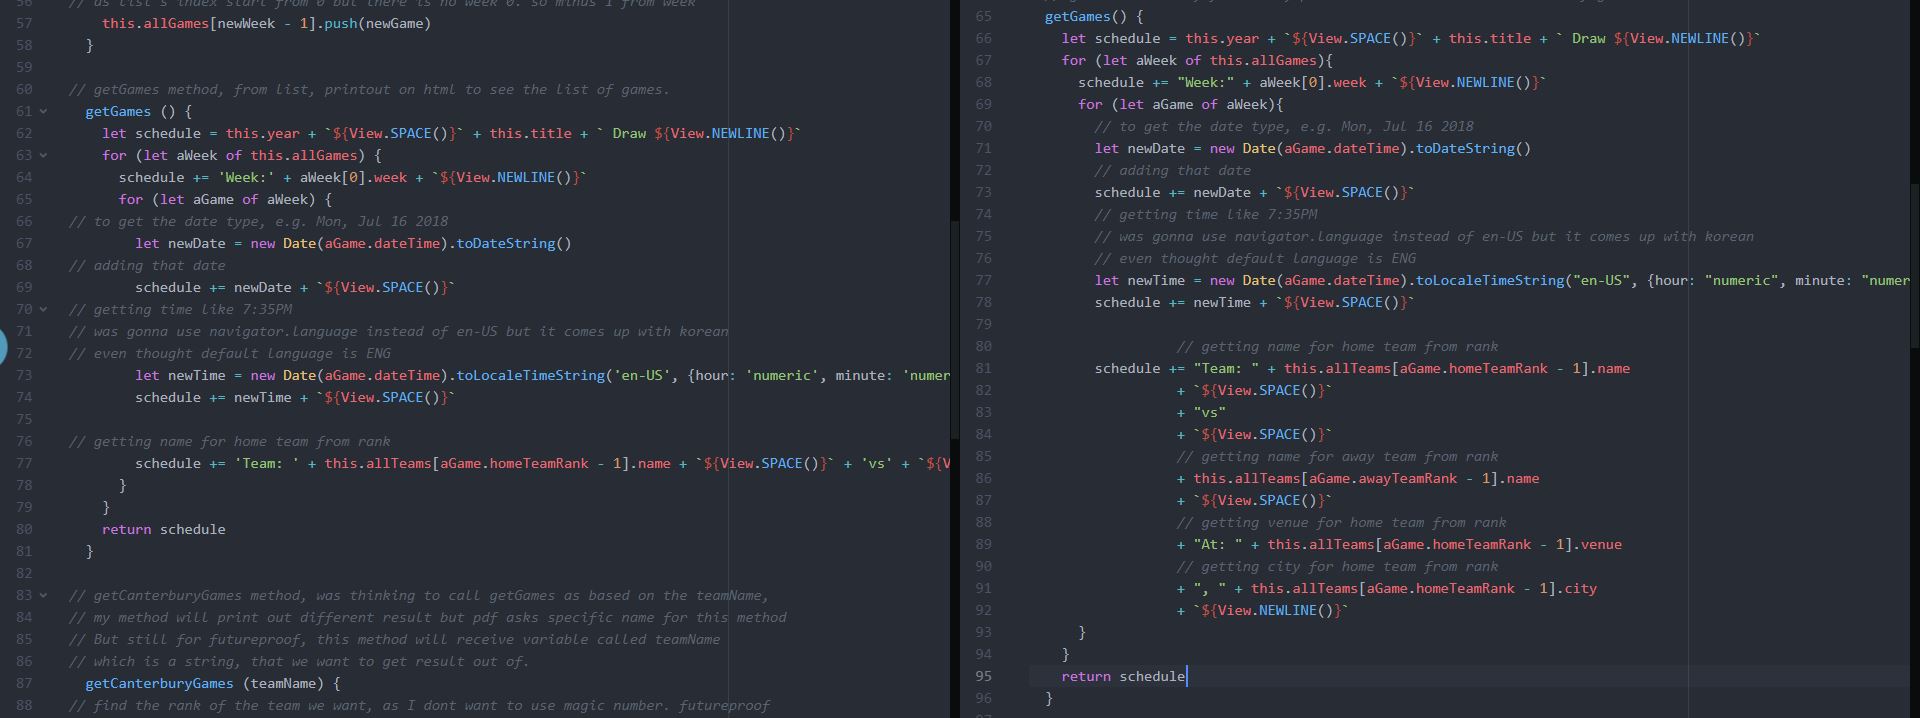 56 // as list's index start from 0 but there is no week 0. so minus 1 from week
57 this.allGames[newWeek - 1].push(newGame)
58 }
59
60 // getGames method, from list, printout on html to see the list of games.
61 getGames () {
62 let schedule = this.year + `${View.SPACE()}` + this.title + ` Draw ${View.NEWLINE()}`
63 for (let aWeek of this.allGames) {
64 schedule += 'Week:' + aWeek[0].week + `${View.NEWLINE()}`
65 for (let aGame of aWeek) {
66 // to get the date type, e.g. Mon, Jul 16 2018
67 let newDate = new Date(aGame.dateTime).toDateString()
68 // adding that date
69 schedule += newDate + `${View.SPACE()}`
70 // getting time like 7:35PM
71 // was gonna use navigator.language instead of en-US but it comes up with korean
72 // even thought default language is ENG
73 let newTime = new Date(aGame.dateTime).toLocaleTimeString('en-US', {hour: 'numeric', minute: 'numer
74 schedule += newTime + `${View.SPACE()}`
75
76 // getting name for home team from rank
77 schedule += 'Team: ' + this.allTeams[aGame.homeTeamRank - 1].name + `${View.SPACE()}` + 'vs' + `${V
78 }
79 }
80 return schedule
81 }
82
83 // getCanterburyGames method, was thinking to call getGames as based on the teamName,
84 // my method will print out different result but pdf asks specific name for this method
85 // But still for futureproof, this method will receive variable called teamName
86 // which is a string, that we want to get result out of.
87 getCanterburyGames (teamName) {
88 // find the rank of the team we want, as I dont want to use magic number. futureproof
65 getGames() {
66 let schedule = this.year + `${View.SPACE()}` + this.title + ` Draw ${View.NEWLINE()}`
67 for (let aWeek of this.allGames){
68 schedule += "Week:" + aWeek[0].week + `${View.NEWLINE()}`
69 for (let aGame of aWeek){
70 // to get the date type, e.g. Mon, Jul 16 2018
71 let newDate = new Date(aGame.dateTime).toDateString()
72 // adding that date
73 schedule += newDate + `${View.SPACE()}`
74 // getting time like 7:35PM
75 // was gonna use navigator.language instead of en-US but it comes up with korean
76 // even thought default language is ENG
77 let newTime = new Date(aGame.dateTime).toLocaleTimeString("en-US", {hour: "numeric", minute: "numer
78 schedule += newTime + `${View.SPACE()}`
79
80 // getting name for home team from rank
81 schedule += "Team: " + this.allTeams[aGame.homeTeamRank - 1].name
82 + `${View.SPACE()}`
83 + "vs"
84 + `${View.SPACE()}`
85 // getting name for away team from rank
86 + this.allTeams[aGame.awayTeamRank - 1].name
87 + `${View.SPACE()}`
88 // getting venue for home team from rank
89 + "At: " + this.allTeams[aGame.homeTeamRank - 1].venue
90 // getting city for home team from rank
91 + ", " + this.allTeams[aGame.homeTeamRank - 1].city
92 + `${View.NEWLINE()}`
93 }
94 }
95 return schedule
96 }